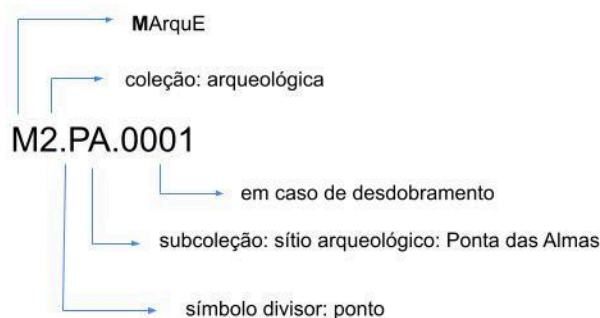 MArquE
coleção: arqueológica
M2.PA.0001
em caso de desdobramento
subcoleção: sítio arqueológico: Ponta das Almas
símbolo divisor: ponto